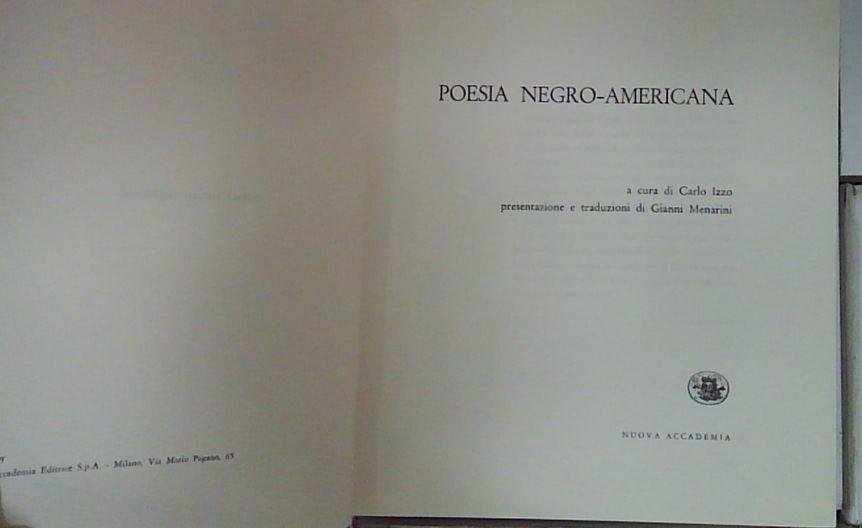 ccademia Editrice S.p.A. - Milano, Via Mario Pagano, 65
POESIA NEGRO-AMERICANA
a cura di Carlo Izzo
presentazione e traduzioni di Gianni Menarini
NUOVA ACCADEMIA